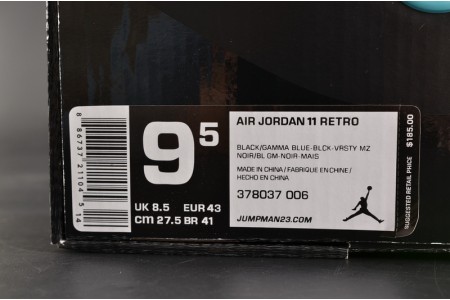 8 86737 21104 5 14
9 5
UK 8.5 EUR 43
cm 27.5 BR 41
AIR JORDAN 11 RETRO
BLACK/GAMMA BLUE-BLCK-VRSTY MZ
NOIR/BL GM-NOIR-MAIS
MADE IN CHINA / FABRIQUE EN CHINE /
HECHO EN CHINA
378037 006
JUMPMAN23.COM
$185.00
SUGGESTED RETAIL PRICE